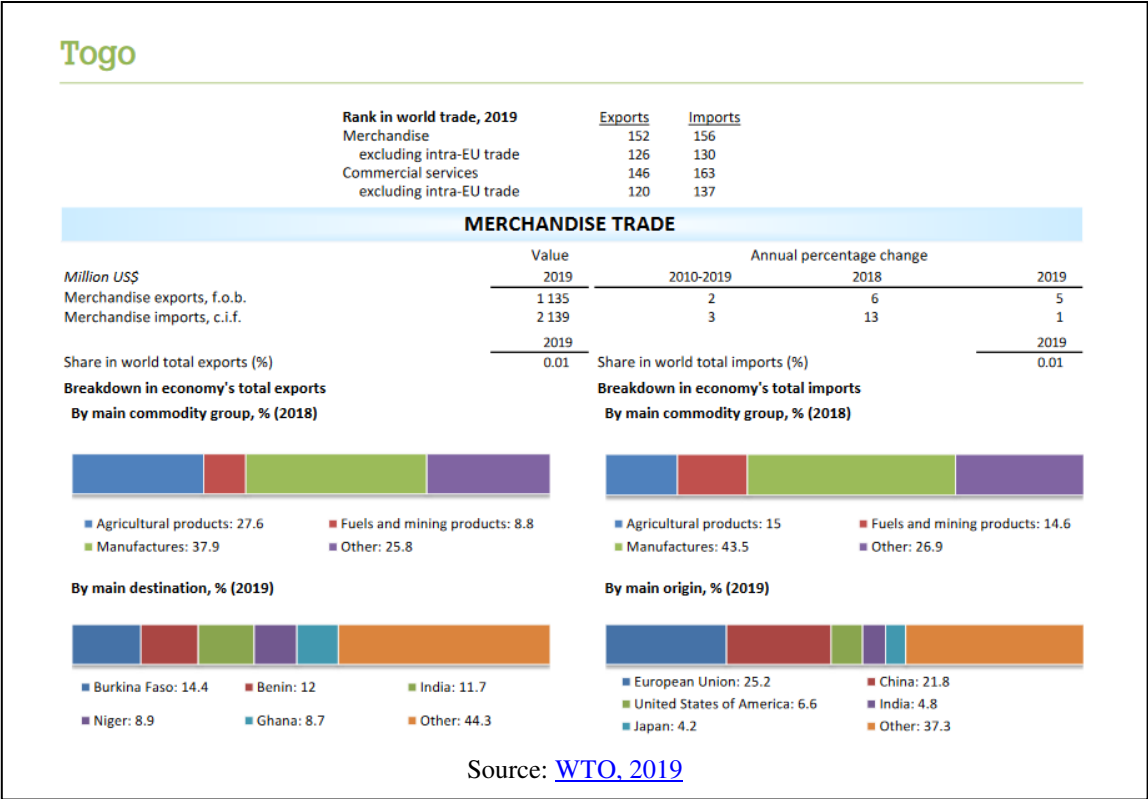 Togo
Rank in world trade, 2019 Exports Imports
Merchandise 152 156
excluding intra-EU trade 126 130
Commercial services 146 163
excluding intra-EU trade 120 137
MERCHANDISE TRADE
Value Annual percentage change
Million US$ 2019 2010-2019 2018 2019
Merchandise exports, f.o.b. 1 135 2 6 5
Merchandise imports, c.i.f. 2 139 3 13 1
2019 2019
Share in world total exports (%) 0.01 Share in world total imports (%) 0.01
Breakdown in economy's total exports Breakdown in economy's total imports
By main commodity group, % (2018) By main commodity group, % (2018)
Agricultural products: 27.6 Fuels and mining products: 8.8 Agricultural products: 15 Fuels and mining products: 14.6
Manufactures: 37.9 Other: 25.8 Manufactures: 43.5 Other: 26.9
By main destination, % (2019) By main origin, % (2019)
Burkina Faso: 14.4 Benin: 12 India: 11.7
Niger: 8.9 Ghana: 8.7 Other: 44.3
European Union: 25.2 China: 21.8
United States of America: 6.6 India: 4.8
Japan: 4.2 Other: 37.3
Source: WTO, 2019